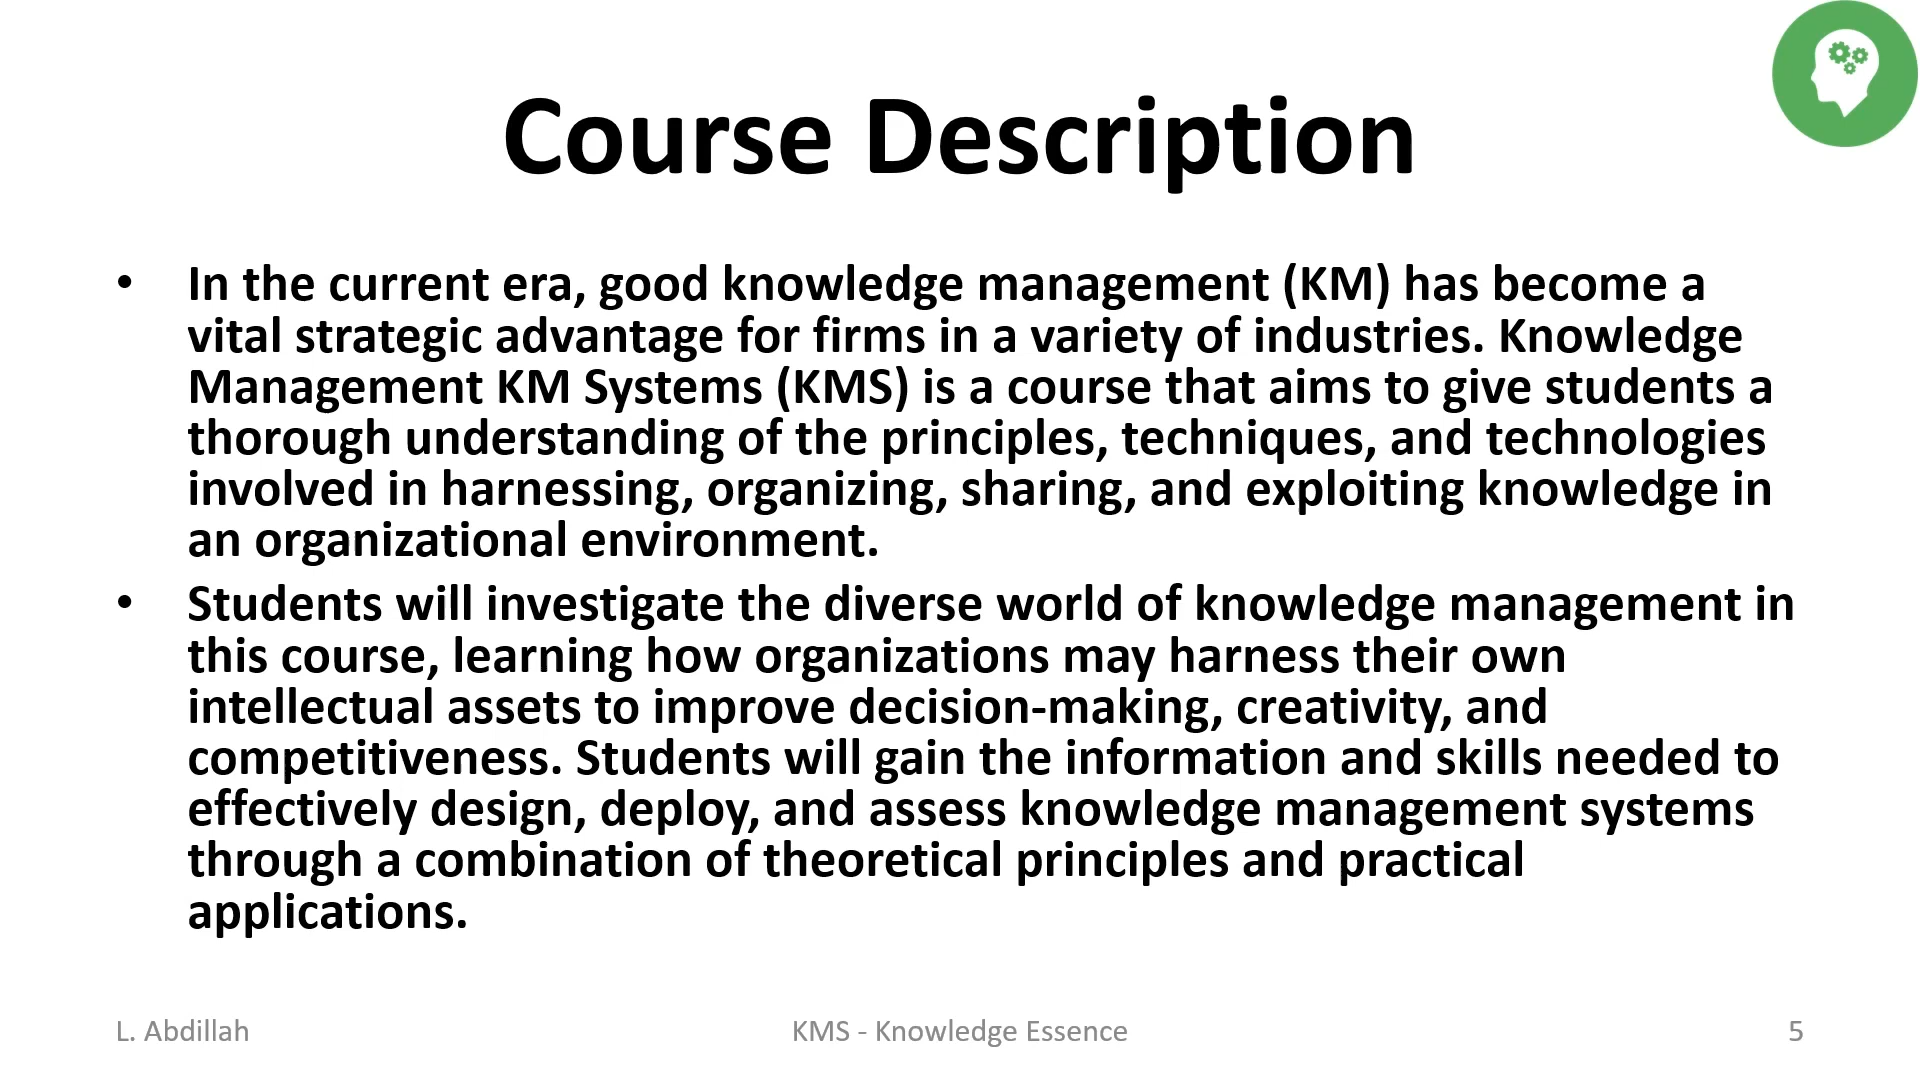 Course Description
• In the current era, good knowledge management (KM) has become a
vital strategic advantage for firms in a variety of industries. Knowledge
Management KM Systems (KMS) is a course that aims to give students a
thorough understanding of the principles, techniques, and technologies
involved in harnessing, organizing, sharing, and exploiting knowledge in
an organizational environment.
• Students will investigate the diverse world of knowledge management in
this course, learning how organizations may harness their own
intellectual assets to improve decision-making, creativity, and
competitiveness. Students will gain the information and skills needed to
effectively design, deploy, and assess knowledge management systems
through a combination of theoretical principles and practical
applications.
L. Abdillah
KMS - Knowledge Essence
5